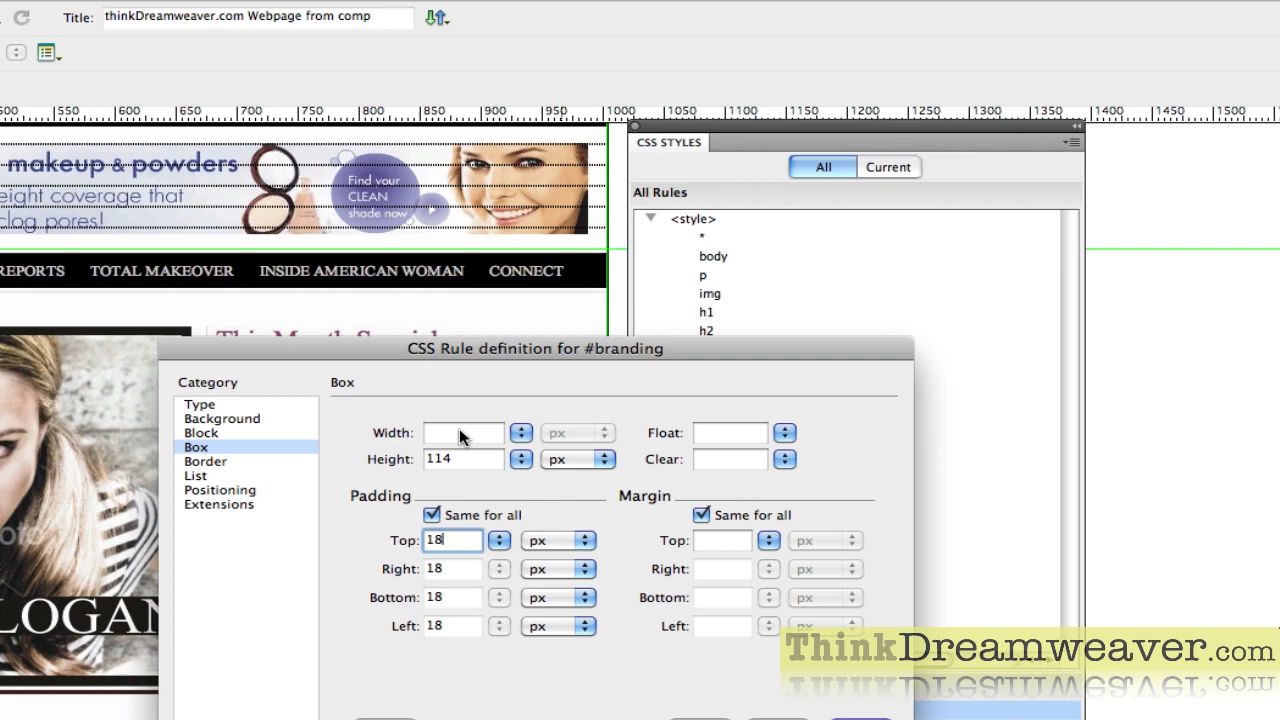 Title: thinkDreamweaver.com Webpage from comp
550 600 650 700 750 800 850 900 950 1000 1050 1100 1150 1200 1250 1300 1350 1400 1450 1500
CSS STYLES
All Current
All Rules
<style>
*
body
p
img
h1
h2
makeup & powders
eight coverage that
clog pores!
Find your
CLEAN
shade now
REPORTS TOTAL MAKEOVER INSIDE AMERICAN WOMAN CONNECT
LOGAN
CSS Rule definition for #branding
Category
Type
Background
Block
Box
Border
List
Positioning
Extensions
Box
Width: px Float:
Height: 114 px Clear:
Padding Margin
Same for all Same for all
Top: 18 px Top: px
Right: 18 px Right: px
Bottom: 18 px Bottom: px
Left: 18 px Left: px
ThinkDreamweaver.com